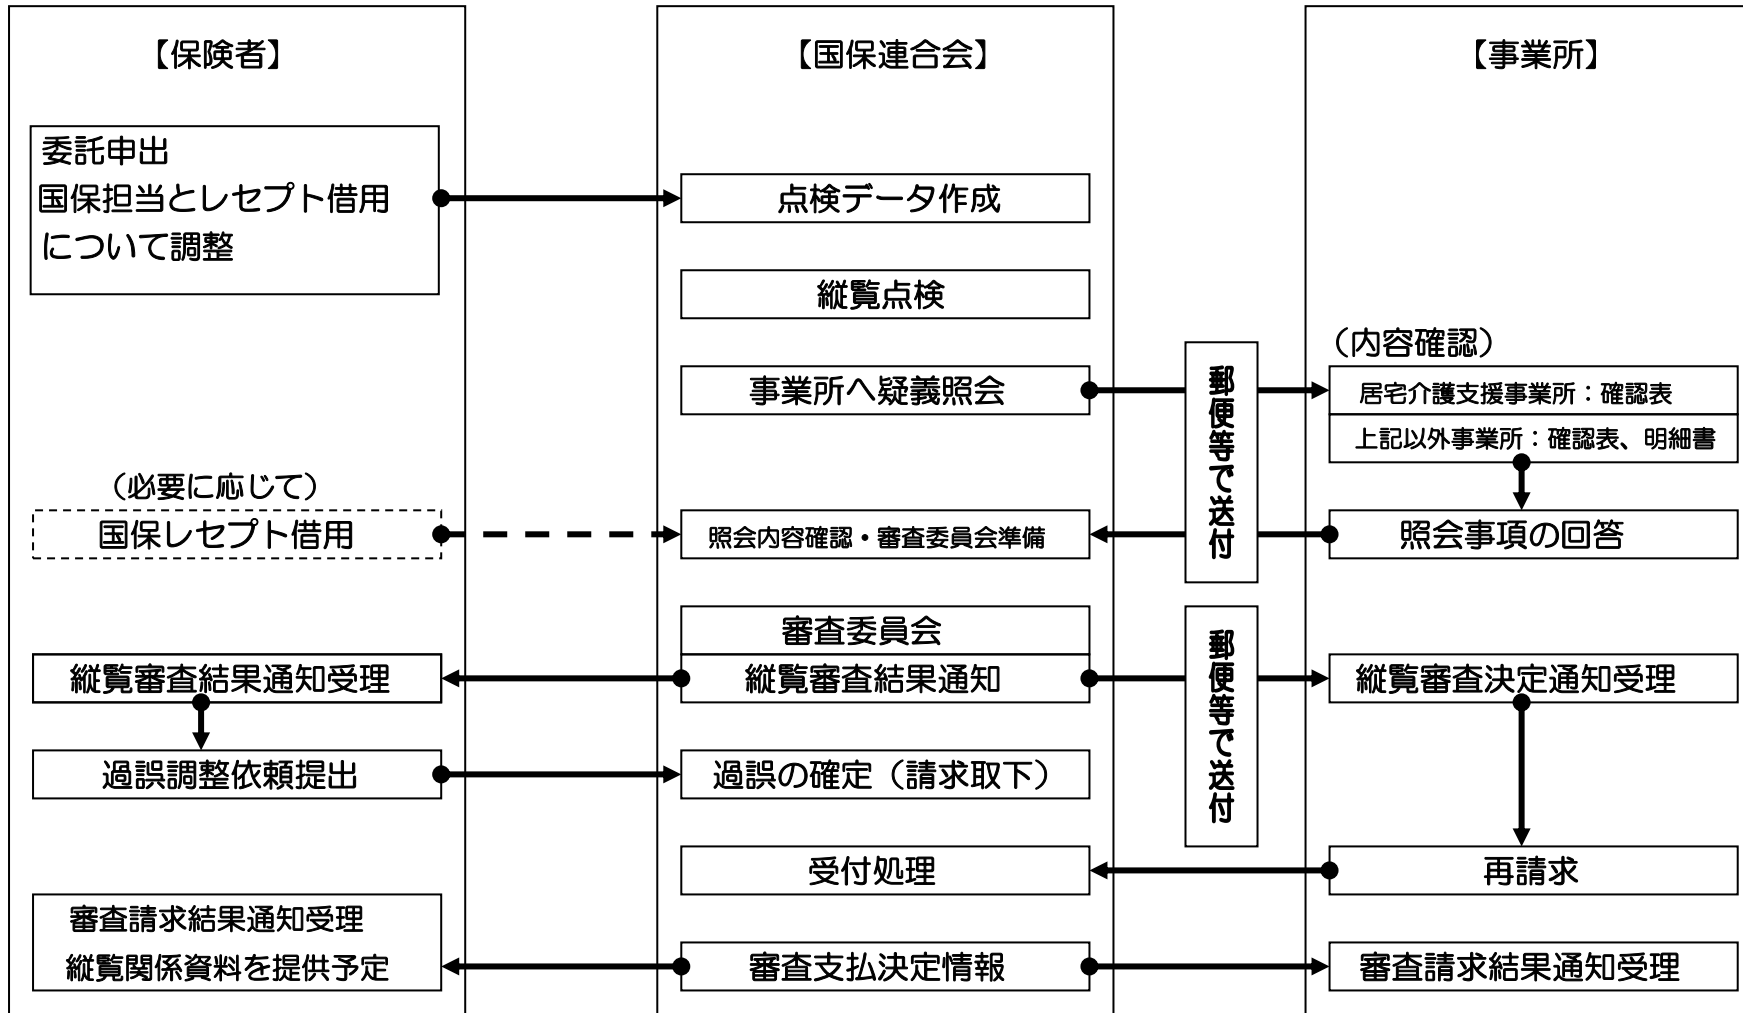 【保険者】
【国保連合会】
【事業所】
委託申出
国保担当とレセプト借用
について調整
点検データ作成
縦覧点検
事業所へ疑義照会
郵便等で送付
（内容確認）
居宅介護支援事業所：確認表
上記以外事業所：確認表、明細書
（必要に応じて）
国保レセプト借用
照会内容確認・審査委員会準備
照会事項の回答
審査委員会
縦覧審査結果通知受理
縦覧審査結果通知
郵便等で送付
縦覧審査決定通知受理
過誤調整依頼提出
過誤の確定（請求取下）
受付処理
再請求
審査請求結果通知受理
縦覧関係資料を提供予定
審査支払決定情報
審査請求結果通知受理